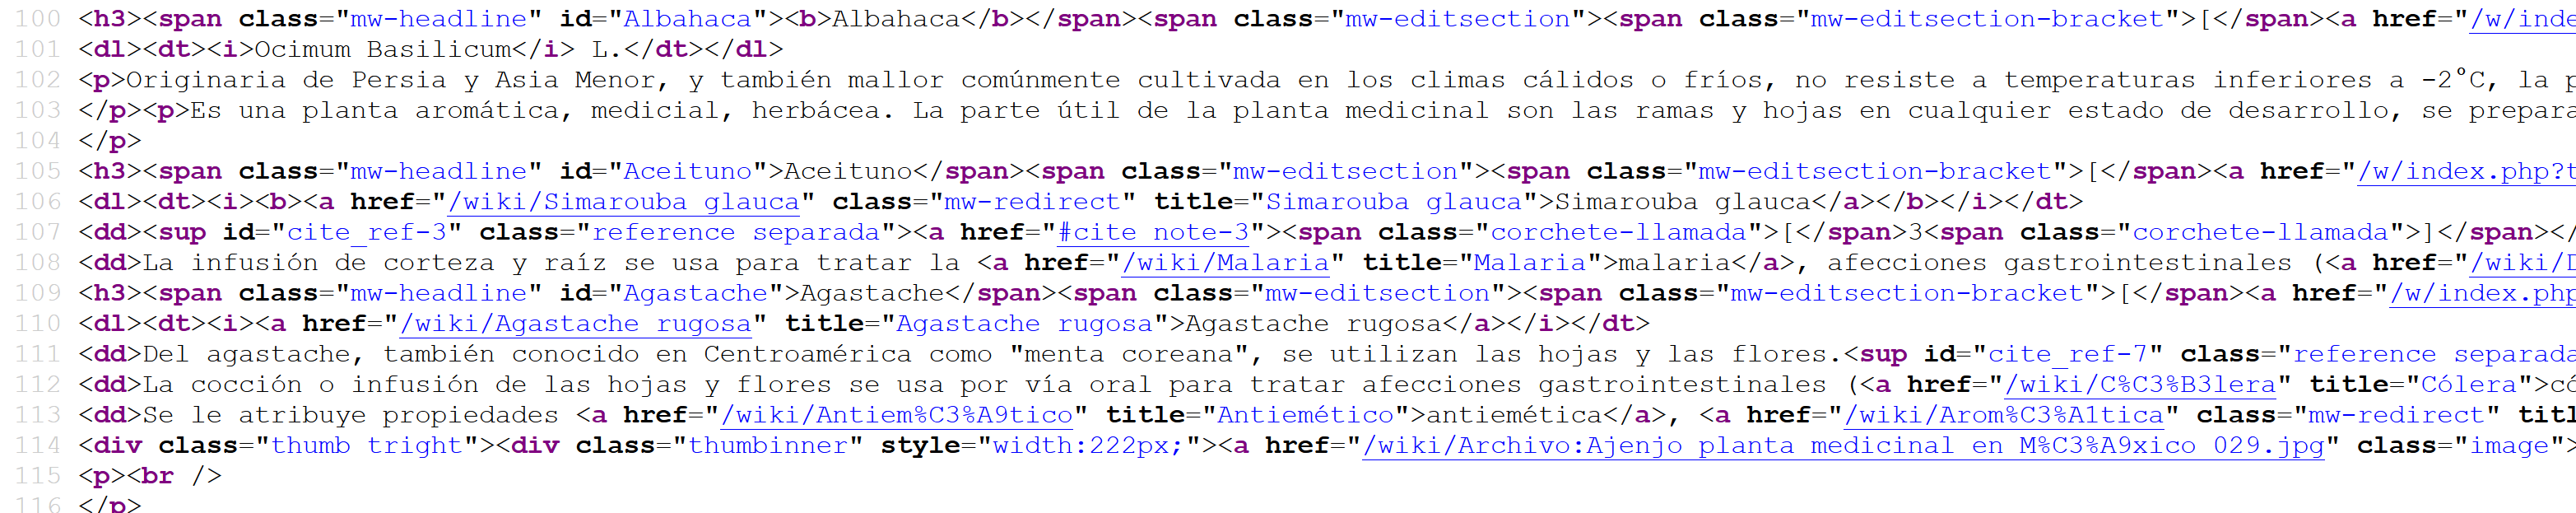 100 <h3><span class="mw-headline" id="Albahaca"><b>Albahaca</b></span><span class="mw-editsection"><span class="mw-editsection-bracket">[</span><a href="/w/inde
101 <dl><dt><i>Ocimum Basilicum</i> L.</dt></dl>
102 <p>Originaria de Persia y Asia Menor, y también mallor comúnmente cultivada en los climas cálidos o fríos, no resiste a temperaturas inferiores a -2°C, la p
103 </p><p>Es una planta aromática, medicial, herbácea. La parte útil de la planta medicinal son las ramas y hojas en cualquier estado de desarrollo, se prepara
104 </p>
105 <h3><span class="mw-headline" id="Aceituno">Aceituno</span><span class="mw-editsection"><span class="mw-editsection-bracket">[</span><a href="/w/index.php?t
106 <dl><dt><i><b><a href="/wiki/Simarouba_glauca" class="mw-redirect" title="Simarouba glauca">Simarouba glauca</a></b></i></dt>
107 <dd><sup id="cite_ref-3" class="reference separada"><a href="#cite_note-3"><span class="corchete-llamada">[</span>3<span class="corchete-llamada">]</span></
108 <dd>La infusión de corteza y raíz se usa para tratar la <a href="/wiki/Malaria" title="Malaria">malaria</a>, afecciones gastrointestinales (<a href="/wiki/D
109 <h3><span class="mw-headline" id="Agastache">Agastache</span><span class="mw-editsection"><span class="mw-editsection-bracket">[</span><a href="/w/index.php
110 <dl><dt><i><a href="/wiki/Agastache_rugosa" title="Agastache rugosa">Agastache rugosa</a></i></dt>
111 <dd>Del agastache, también conocido en Centroamérica como "menta coreana", se utilizan las hojas y las flores.<sup id="cite_ref-7" class="reference separada
112 <dd>La cocción o infusión de las hojas y flores se usa por vía oral para tratar afecciones gastrointestinales (<a href="/wiki/C%C3%B3lera" title="Cólera">có
113 <dd>Se le atribuye propiedades <a href="/wiki/Antiem%C3%A9tico" title="Antiemético">antiemética</a>, <a href="/wiki/Arom%C3%A1tica" class="mw-redirect" titl
114 <div class="thumb tright"><div class="thumbinner" style="width:222px;"><a href="/wiki/Archivo:Ajenjo_planta_medicinal_en_M%C3%A9xico_029.jpg" class="image">
115 <p><br />
116 </p>